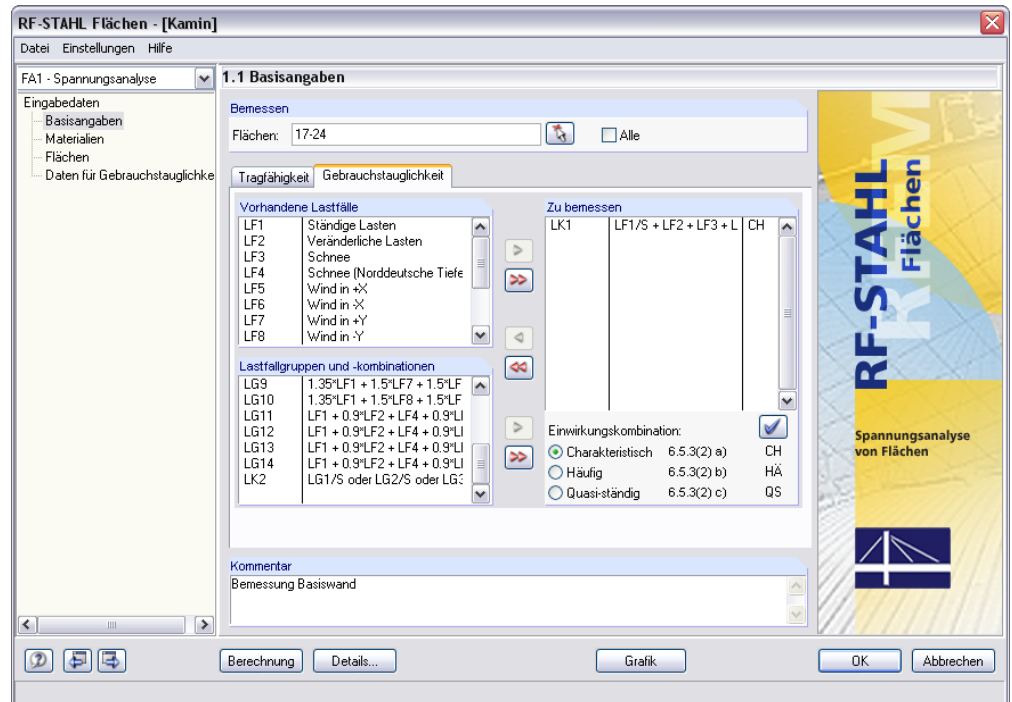 RF-STAHL Flächen - [Kamin]
Datei Einstellungen Hilfe
FA1 - Spannungsanalyse
1.1 Basisangaben
Eingabedaten
Basisangaben
Materialien
Flächen
Daten für Gebrauchstauglichke
Bemessen
Flächen: 17-24 Alle
Tragfähigkeit Gebrauchstauglichkeit
Vorhandene Lastfälle
LF1 Ständige Lasten
LF2 Veränderliche Lasten
LF3 Schnee
LF4 Schnee (Norddeutsche Tiefe
LF5 Wind in +X
LF6 Wind in -X
LF7 Wind in +Y
LF8 Wind in -Y
Lastfallgruppen und -kombinationen
LG9 1.35*LF1 + 1.5*LF7 + 1.5*LF
LG10 1.35*LF1 + 1.5*LF8 + 1.5*LF
LG11 LF1 + 0.9*LF2 + LF4 + 0.9*LI
LG12 LF1 + 0.9*LF2 + LF4 + 0.9*LI
LG13 LF1 + 0.9*LF2 + LF4 + 0.9*LI
LG14 LF1 + 0.9*LF2 + LF4 + 0.9*LI
LK2 LG1/S oder LG2/S oder LG3
> >>
< <<
> >>
Zu bemessen
LK1 LF1/S + LF2 + LF3 + L CH
Einwirkungskombination:
Charakteristisch 6.5.3(2) a) CH
Häufig 6.5.3(2) b) HÄ
Quasi-ständig 6.5.3(2) c) QS
Kommentar
Bemessung Basiswand
RFEM
RF-STAHL
Flächen
Spannungsanalyse
von Flächen
Berechnung Details... Grafik OK Abbrechen